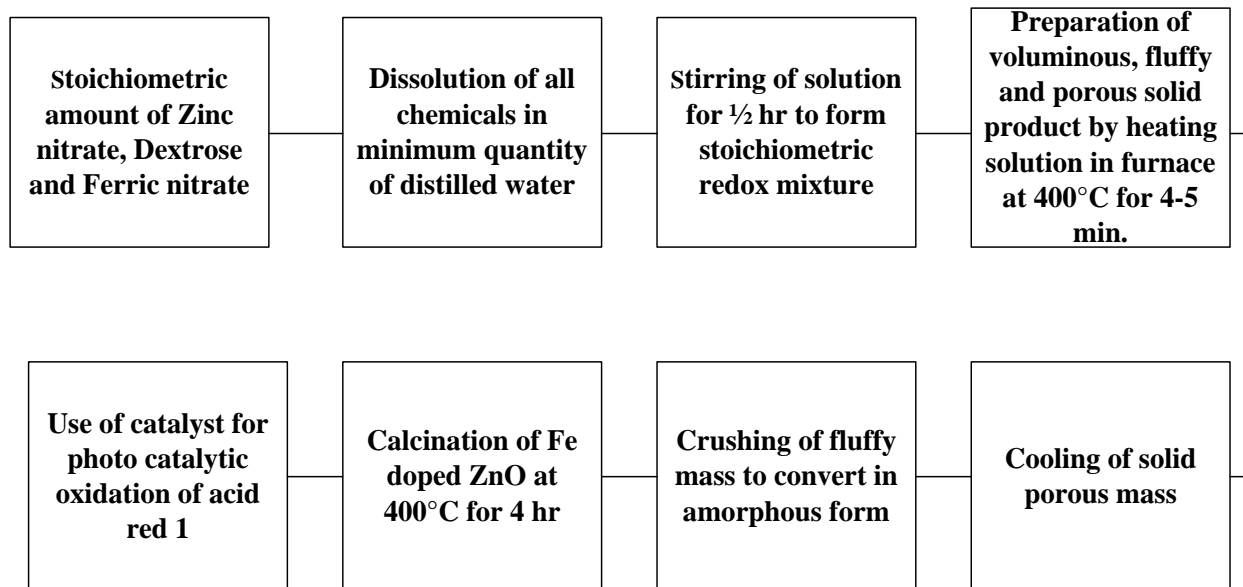 Stoichiometric
amount of Zinc
nitrate, Dextrose
and Ferric nitrate
Dissolution of all
chemicals in
minimum quantity
of distilled water
Stirring of solution
for ½ hr to form
stoichiometric
redox mixture
Preparation of
voluminous, fluffy
and porous solid
product by heating
solution in furnace
at 400°C for 4-5
min.
Use of catalyst for
photo catalytic
oxidation of acid
red 1
Calcination of Fe
doped ZnO at
400°C for 4 hr
Crushing of fluffy
mass to convert in
amorphous form
Cooling of solid
porous mass